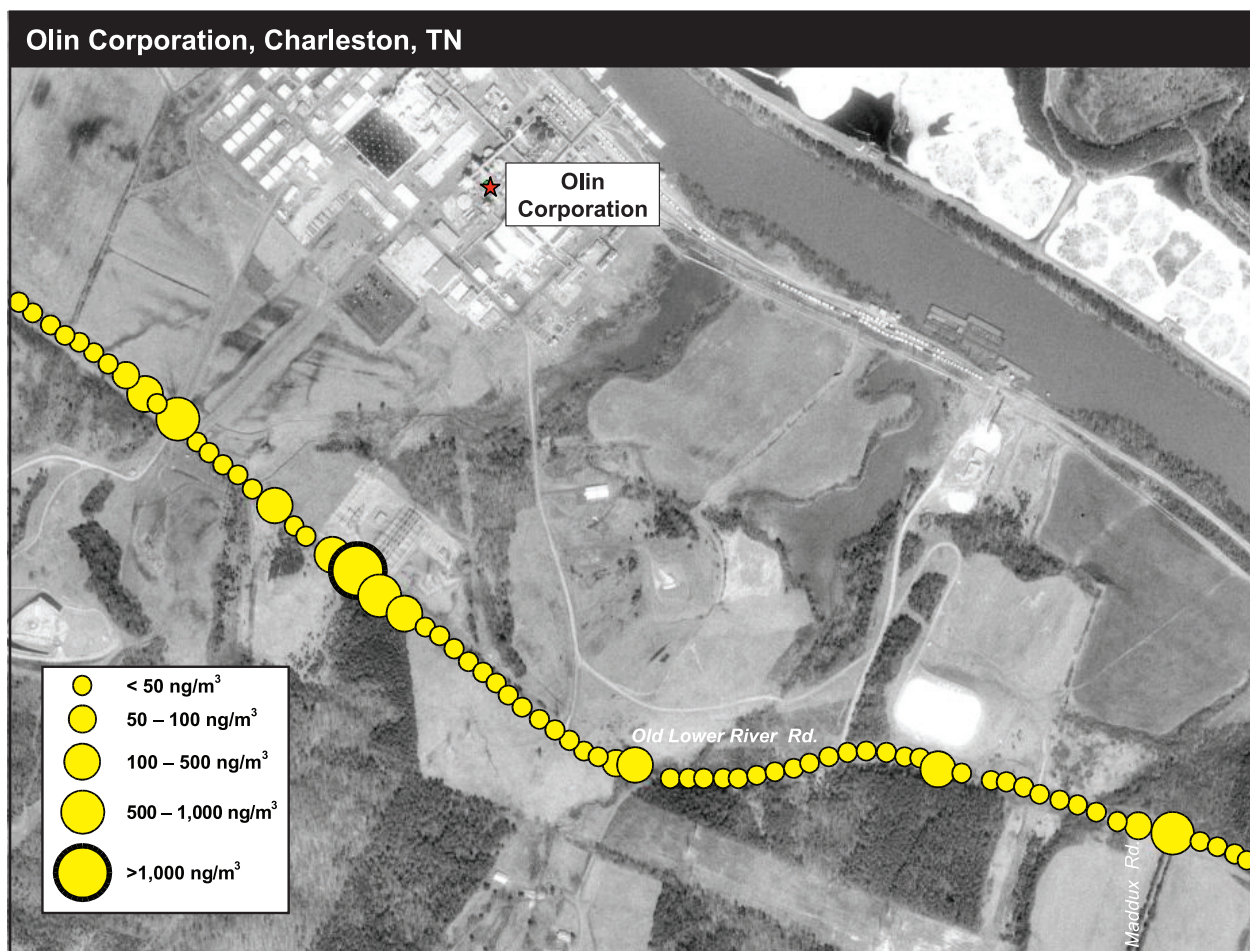 Olin Corporation, Charleston, TN
Olin
Corporation
Old Lower River Rd.
Maddux Rd.
< 50 ng/m³
50 – 100 ng/m³
100 – 500 ng/m³
500 – 1,000 ng/m³
>1,000 ng/m³